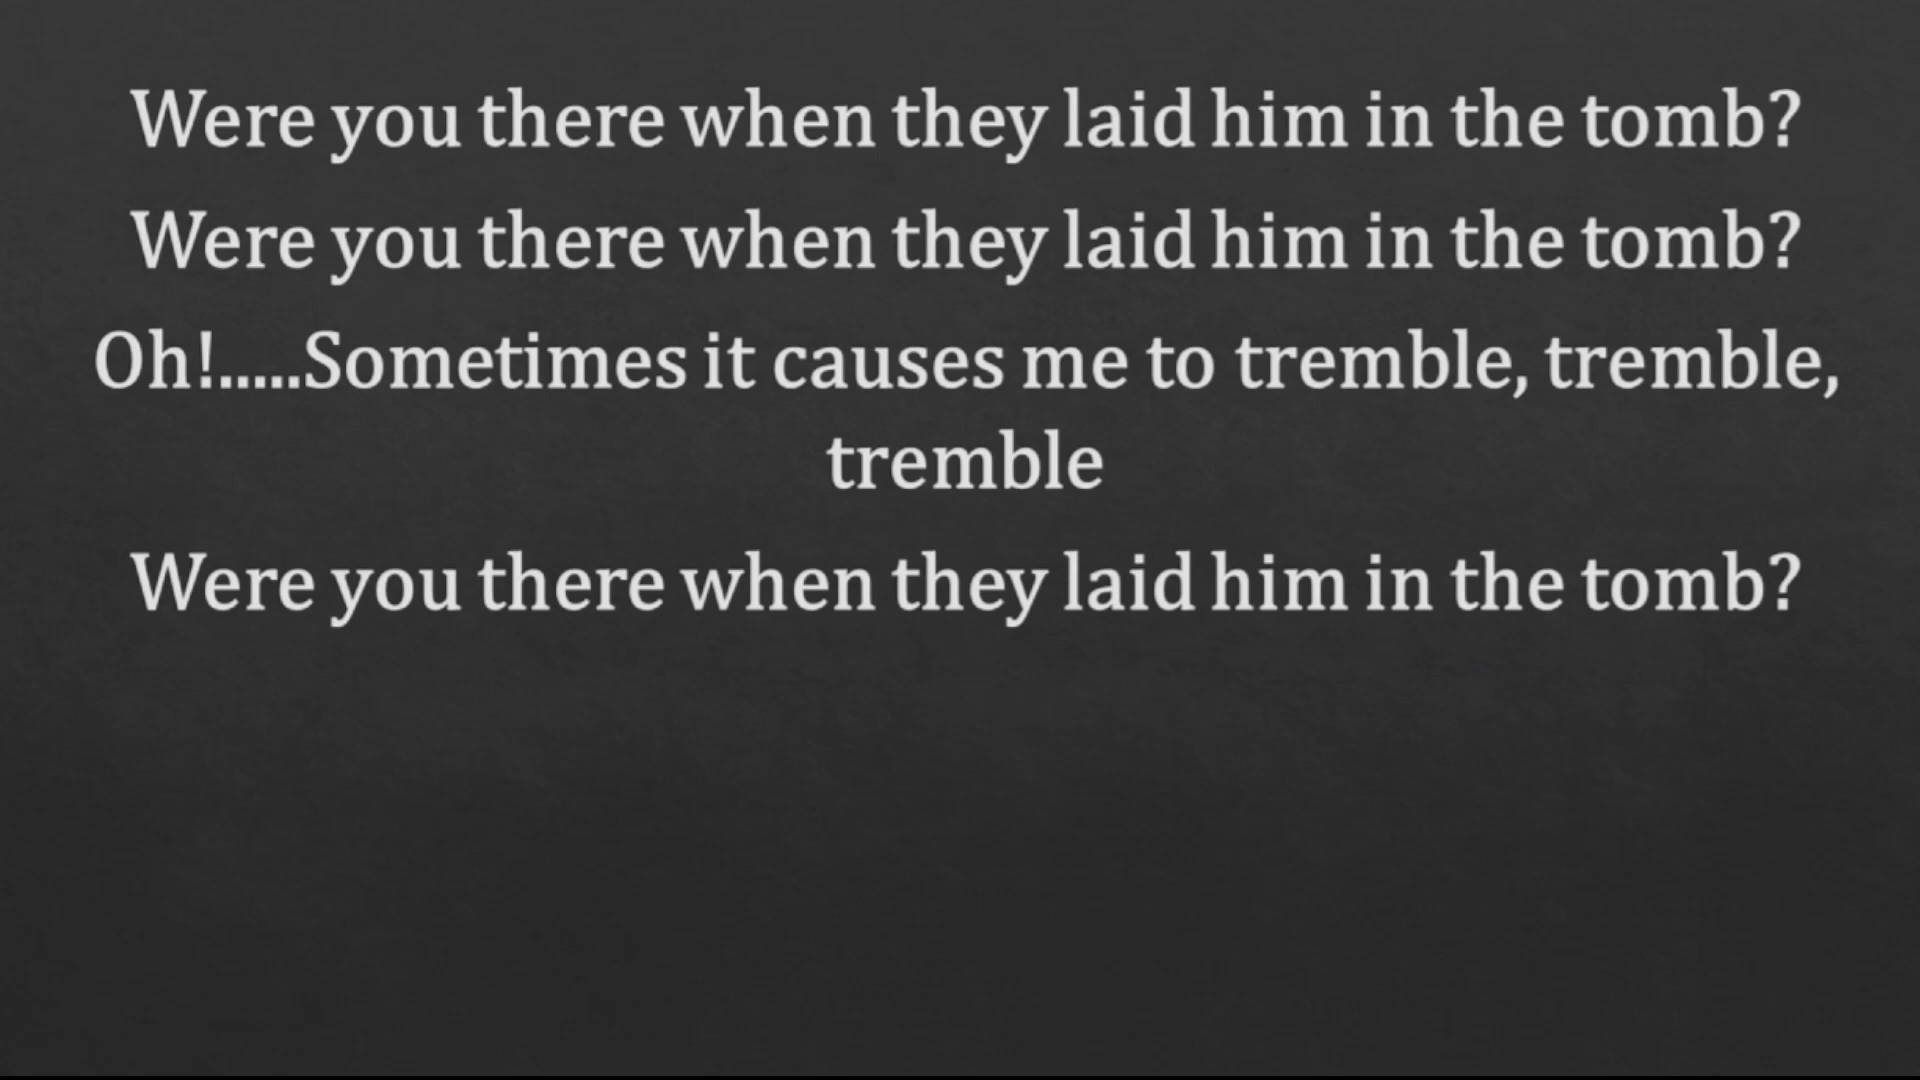 Were you there when they laid him in the tomb?
Were you there when they laid him in the tomb?
Oh!.....Sometimes it causes me to tremble, tremble,
tremble
Were you there when they laid him in the tomb?